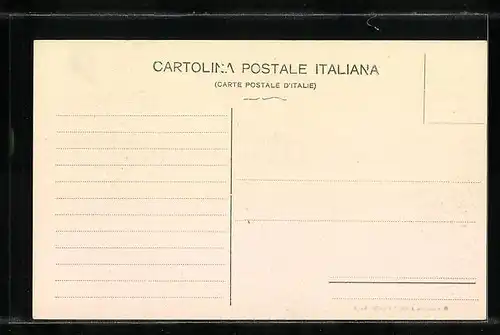 CARTOLINA POSTALE ITALIANA
(CARTE POSTALE D'ITALIE)